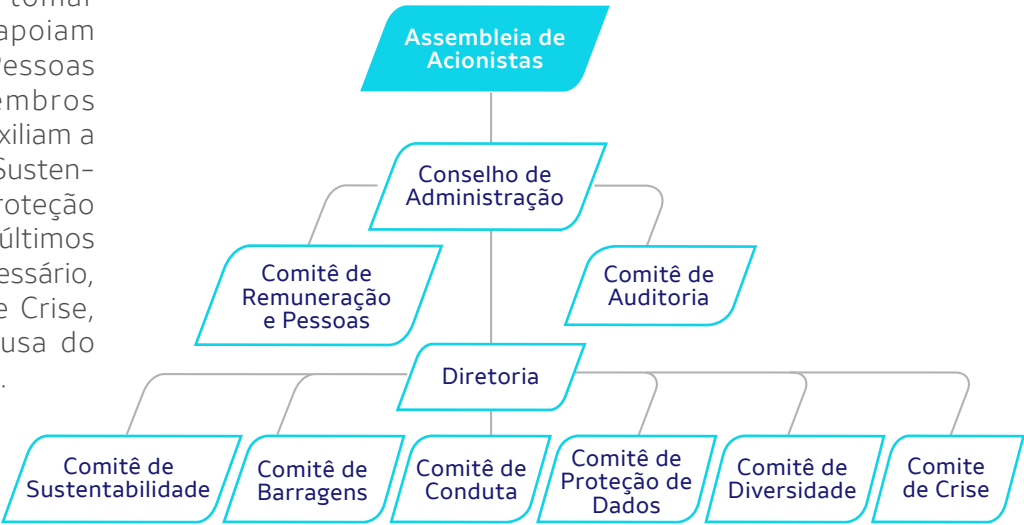 tomar
apoiam
Pessoas
embros
xiliam a
Susten-
roteção
últimos
essário,
e Crise,
usa do
.
Assembleia de
Acionistas
Conselho de
Administração
Comitê de
Remuneração
e Pessoas
Comitê de
Auditoria
Diretoria
Comitê de
Sustentabilidade
Comitê de
Barragens
Comitê de
Conduta
Comitê de
Proteção de
Dados
Comitê de
Diversidade
Comite
de Crise